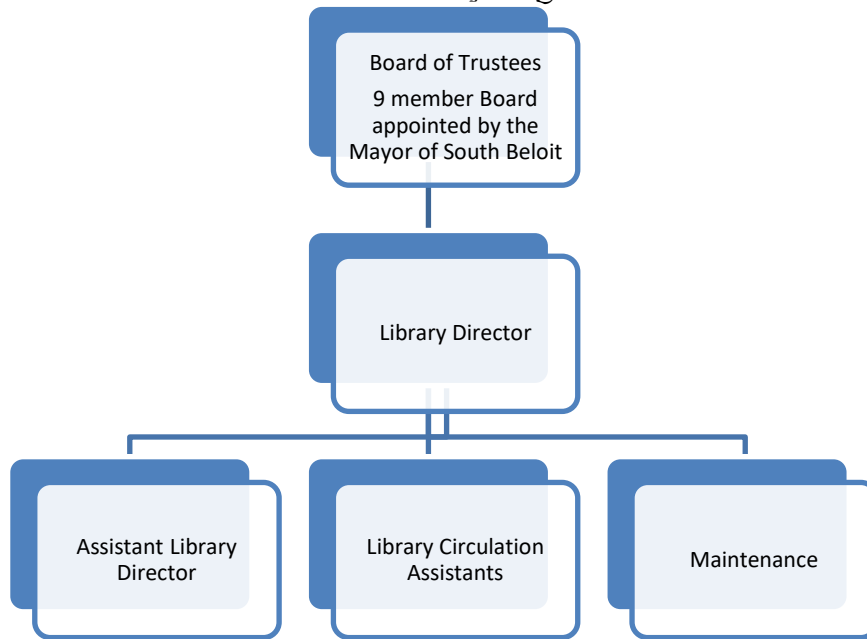 Board of Trustees
9 member Board
appointed by the
Mayor of South Beloit
Library Director
Assistant Library
Director
Library Circulation
Assistants
Maintenance